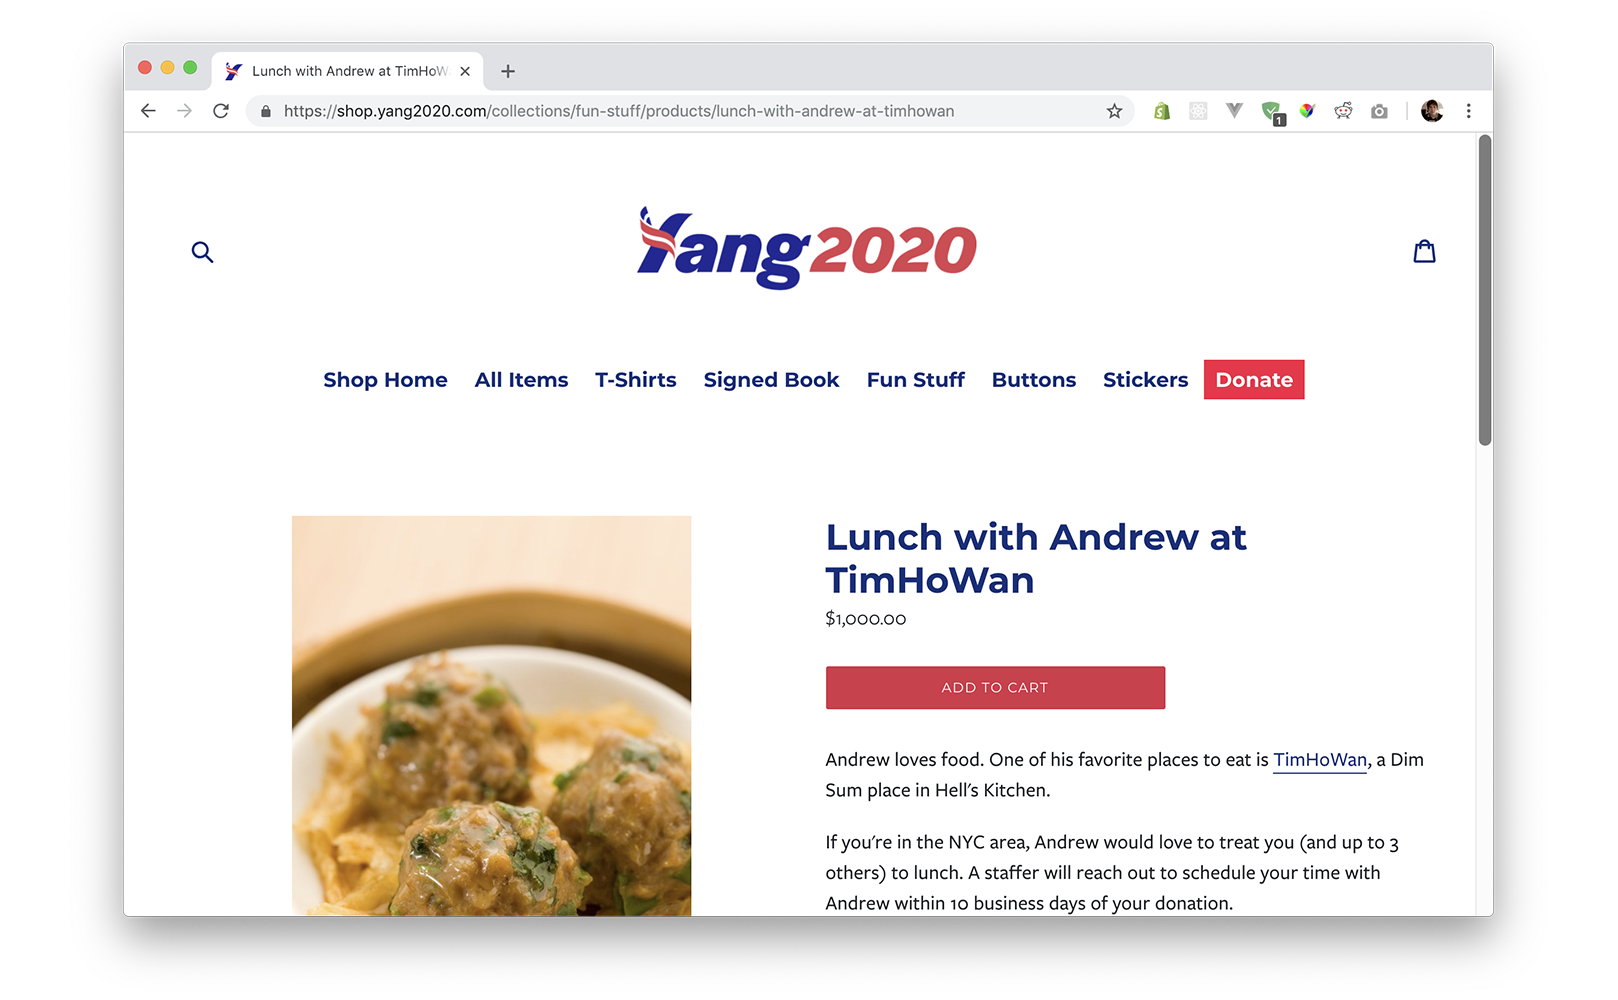 Lunch with Andrew at TimHoW
https://shop.yang2020.com/collections/fun-stuff/products/lunch-with-andrew-at-timhowan
1
Yang2020
Shop Home All Items T-Shirts Signed Book Fun Stuff Buttons Stickers Donate
Lunch with Andrew at
TimHoWan
$1,000.00
ADD TO CART
Andrew loves food. One of his favorite places to eat is TimHoWan, a Dim
Sum place in Hell's Kitchen.
If you're in the NYC area, Andrew would love to treat you (and up to 3
others) to lunch. A staffer will reach out to schedule your time with
Andrew within 10 business days of your donation.